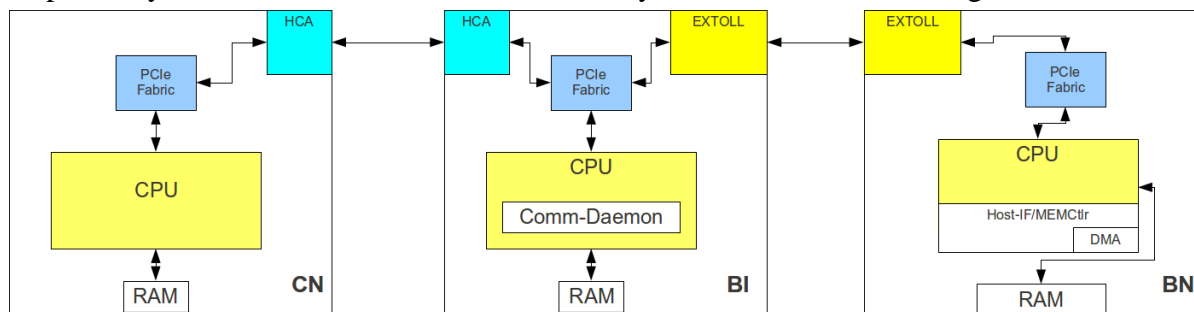 HCA
PCIe
Fabric
CPU
RAM
CN
HCA
EXTOLL
PCIe
Fabric
CPU
Comm-Daemon
RAM
BI
EXTOLL
PCIe
Fabric
CPU
Host-IF/MEMCtlr
DMA
RAM
BN